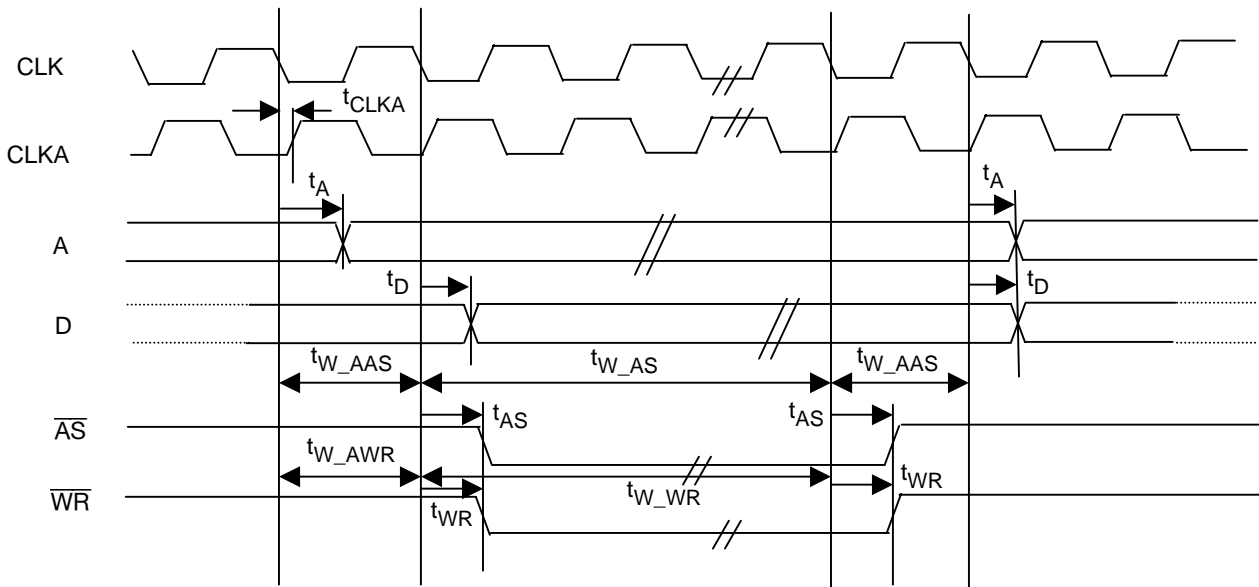 CLK
tCLKA
CLKA
tA
tA
A
tD
tD
D
tW_AAS
tW_AS
tW_AAS
AS
tAS
tAS
tW_AWR
tWR
WR
tWR
tW_WR